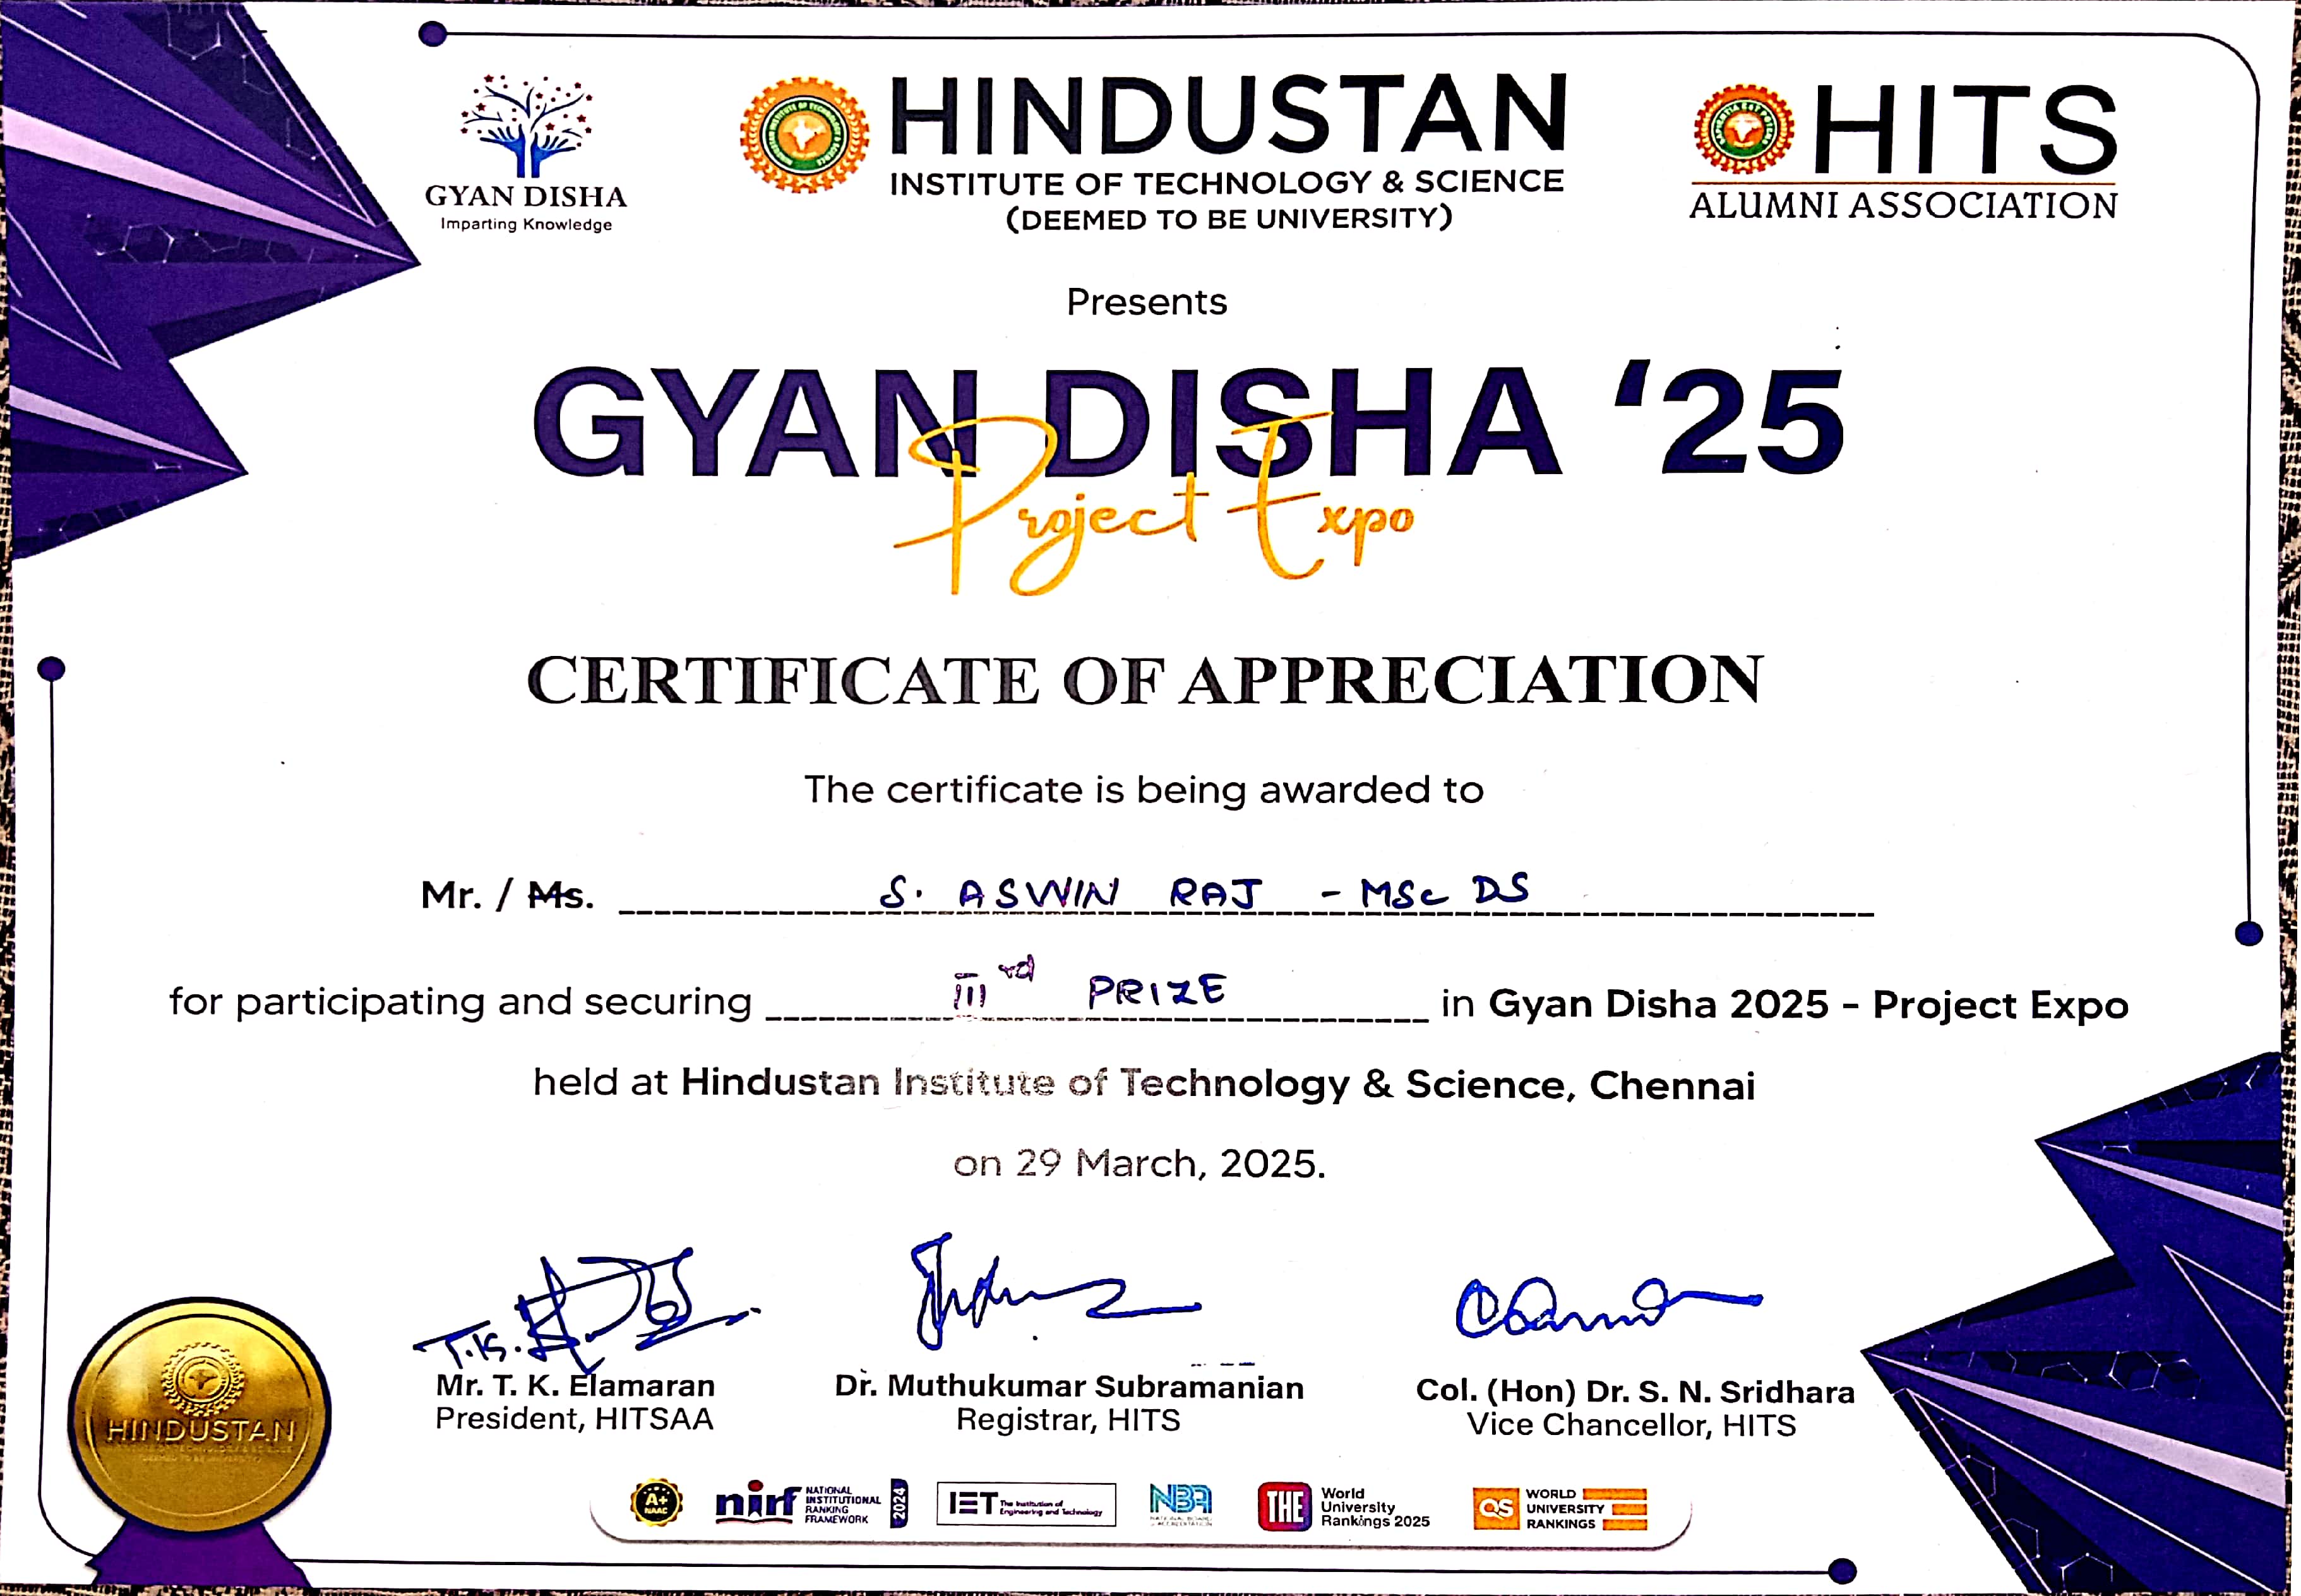 GYAN DISHA
Imparting Knowledge
HINDUSTAN
INSTITUTE OF TECHNOLOGY & SCIENCE
(DEEMED TO BE UNIVERSITY)
HITS
ALUMNI ASSOCIATION
Presents
GYAN DISHA ‘25
Project Expo
CERTIFICATE OF APPRECIATION
The certificate is being awarded to
Mr. / Ms. S. ASWIN RAJ - MSc DS
for participating and securing IIIrd PRIZE in Gyan Disha 2025 - Project Expo
held at Hindustan Institute of Technology & Science, Chennai
on 29 March, 2025.
T.K.
Mr. T. K. Elamaran
President, HITSAA
Dr. Muthukumar Subramanian
Registrar, HITS
Col. (Hon) Dr. S. N. Sridhara
Vice Chancellor, HITS
HINDUSTAN
A+
NAAC
nirf
NATIONAL
INSTITUTIONAL
RANKING
FRAMEWORK
2024
IET
The Institution of
Engineering and Technology
NBA
NATIONAL BOARD
of ACCREDITATION
THE
World
University
Rankings 2025
QS
WORLD
UNIVERSITY
RANKINGS